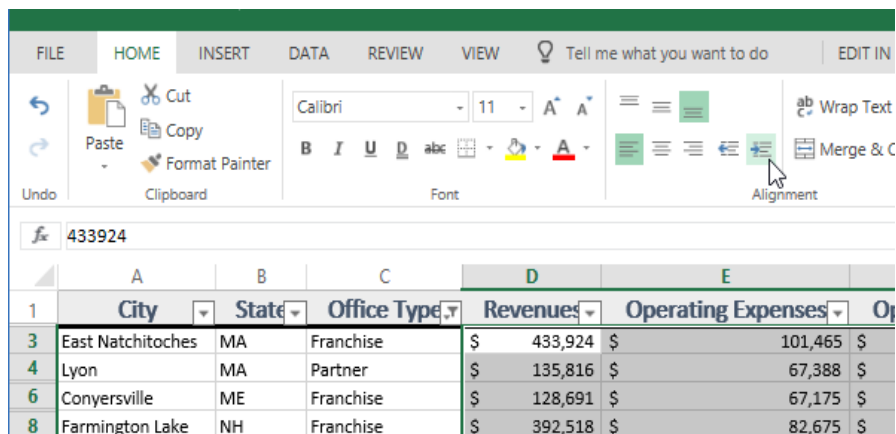 FILE HOME INSERT DATA REVIEW VIEW Tell me what you want to do EDIT IN
Cut
Calibri 11 A A ab c Wrap Text
Copy
Paste
B I U D abc A Merge & C
Format Painter
Undo Clipboard Font Alignment
fx 433924
A B C D E
1 City State Office Type Revenues Operating Expenses Op
3 East Natchitoches MA Franchise $ 433,924 $ 101,465 $
4 Lyon MA Partner $ 135,816 $ 67,388 $
6 Conyersville ME Franchise $ 128,691 $ 67,175 $
8 Farmington Lake NH Franchise $ 392,518 $ 82,675 $